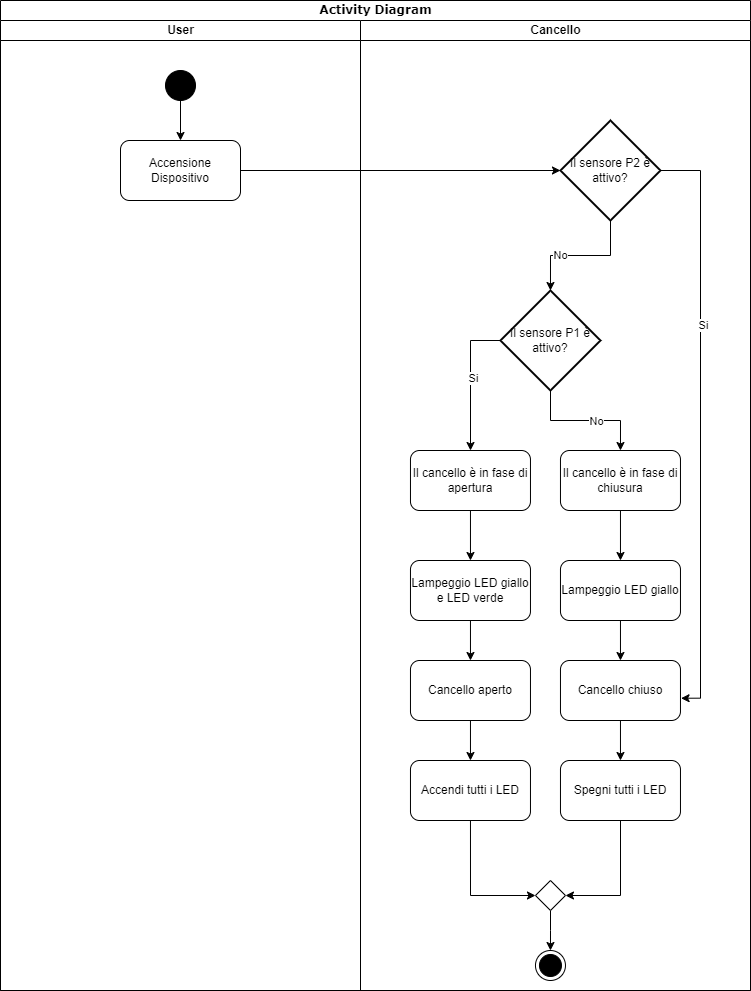 Activity Diagram
User
Cancello
Accensione
Dispositivo
Il sensore P2 è
attivo?
No
Il sensore P1 è
attivo?
Si
Si
No
Il cancello è in fase di
apertura
Il cancello è in fase di
chiusura
Lampeggio LED giallo
e LED verde
Lampeggio LED giallo
Cancello aperto
Cancello chiuso
Accendi tutti i LED
Spegni tutti i LED